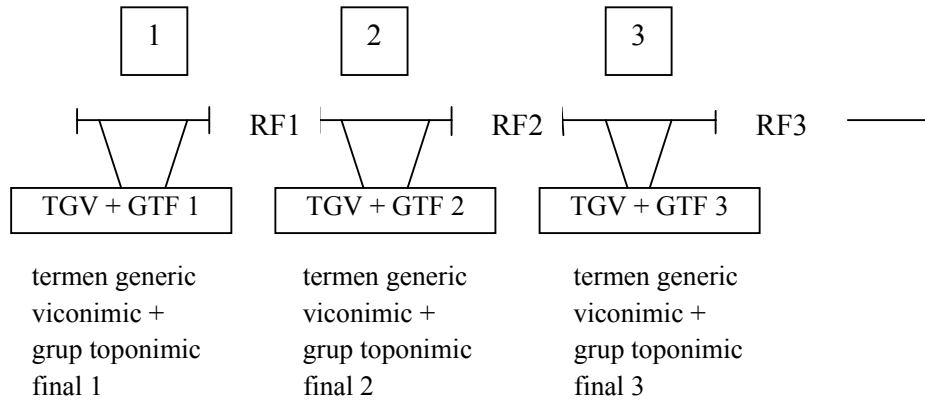 1 2 3
RF1 RF2 RF3
TGV + GTF 1 TGV + GTF 2 TGV + GTF 3
termen generic
viconimic +
grup toponimic
final 1
termen generic
viconimic +
grup toponimic
final 2
termen generic
viconimic +
grup toponimic
final 3